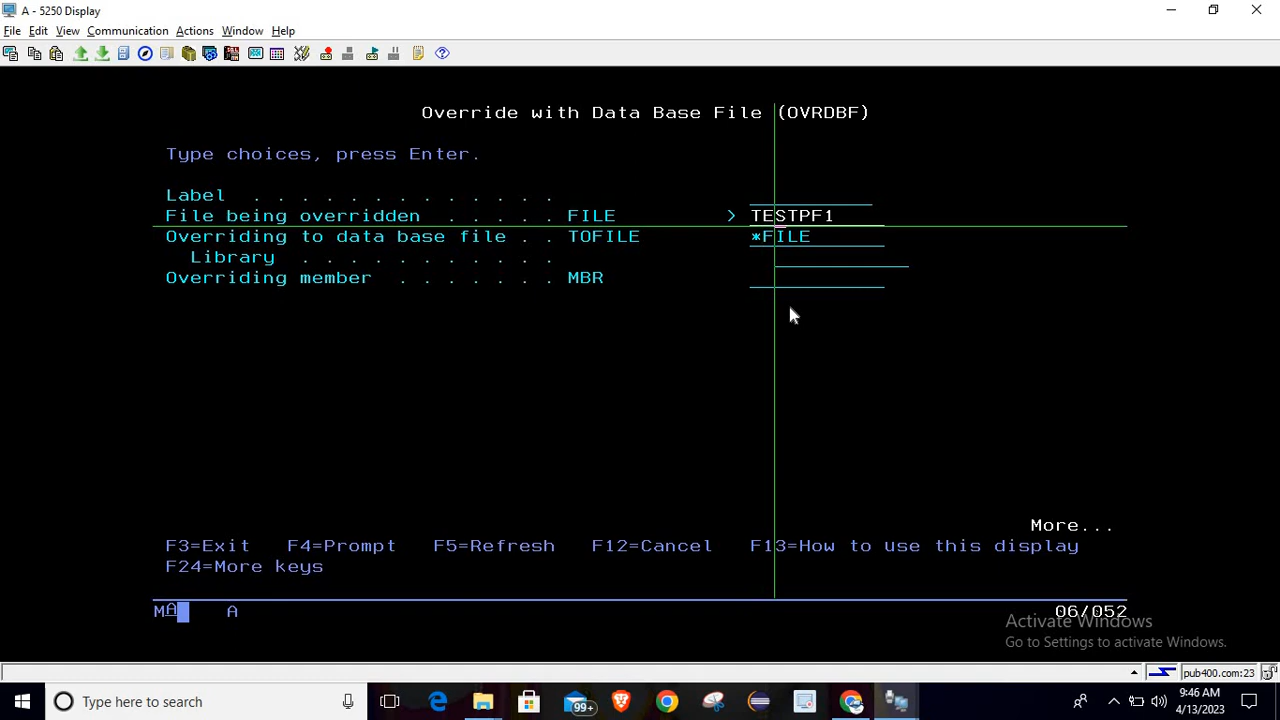 A - 5250 Display
File Edit View Communication Actions Window Help
Override with Data Base File (OVRDBF)
Type choices, press Enter.
Label . . . . . . . . . . . . .
File being overridden . . . . . FILE > TESTPF1
Overriding to data base file . . TOFILE *FILE
Library . . . . . . . . . . .
Overriding member . . . . . . . MBR
More...
F3=Exit F4=Prompt F5=Refresh F12=Cancel F13=How to use this display
F24=More keys
MA A 06/052
Activate Windows
Go to Settings to activate Windows.
pub400.com:23
Type here to search
99+
9:46 AM
4/13/2023